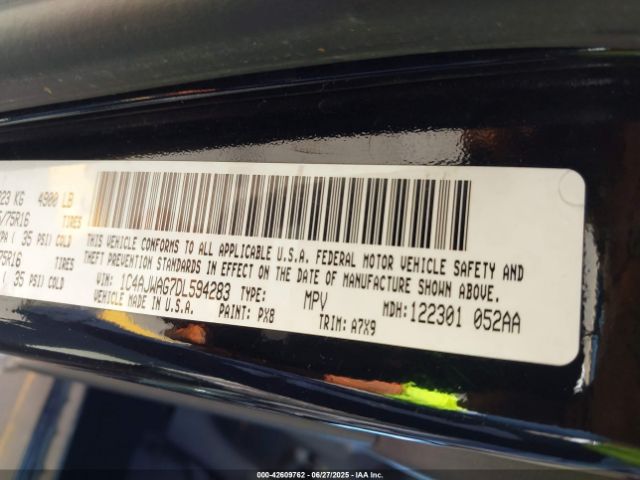 223 KG 4900 LB
/75R16 TIRES
PA ( 35 PSI) COLD
75R16 TIRES
( 35 PSI) COLD
THIS VEHICLE CONFORMS TO ALL APPLICABLE U.S.A. FEDERAL MOTOR VEHICLE SAFETY AND
THEFT PREVENTION STANDARDS IN EFFECT ON THE DATE OF MANUFACTURE SHOWN ABOVE.
VIN: 1C4AJWAG7DL594283 TYPE: MPV MDH: 122301 052AA
VEHICLE MADE IN U.S.A. PAINT: PX8 TRIM: A7X9
000-42609762 - 06/27/2025 - IAA Inc.